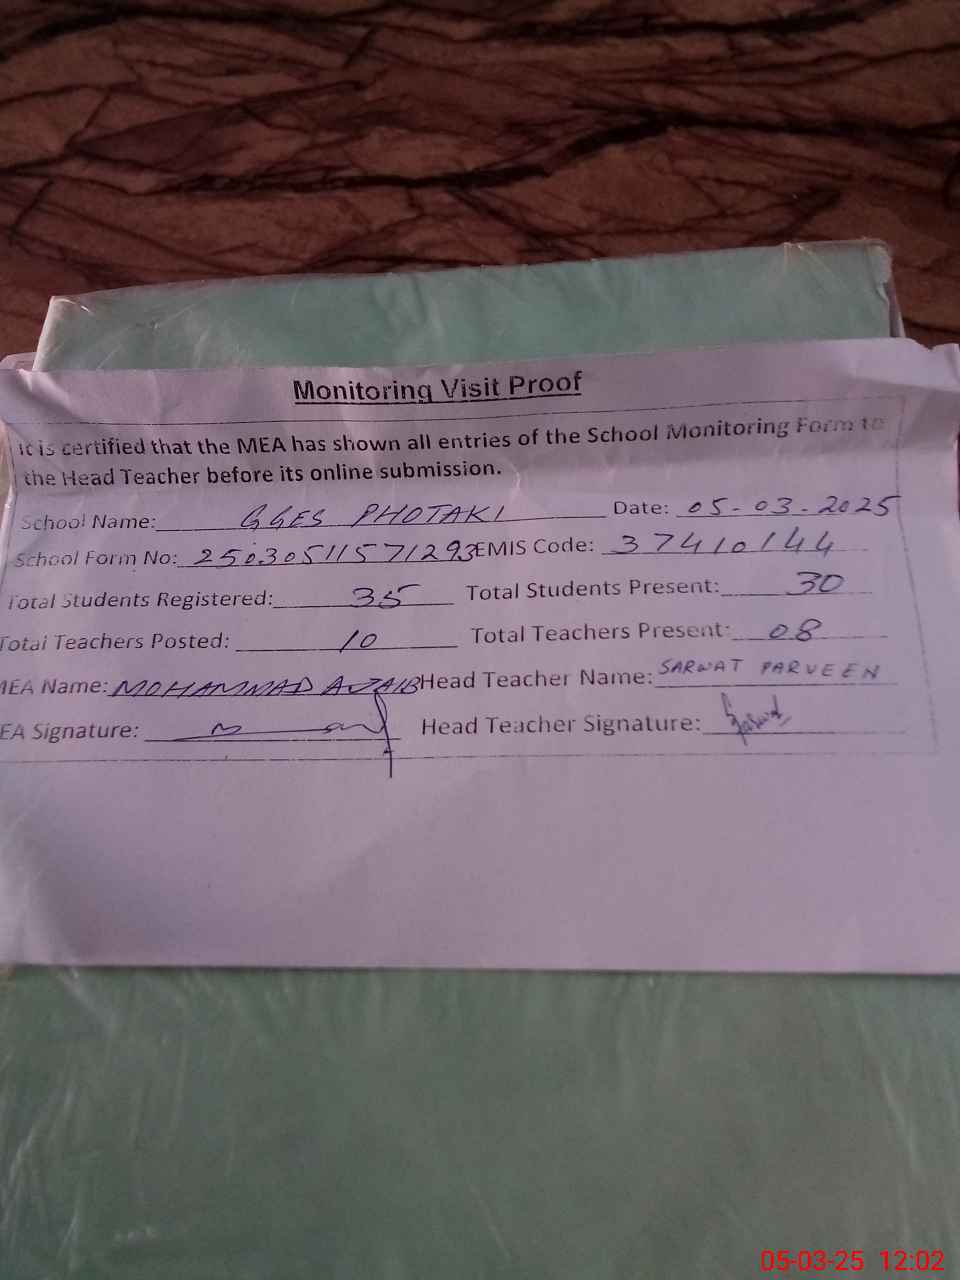 Monitoring Visit Proof
It is certified that the MEA has shown all entries of the School Monitoring Form to
the Head Teacher before its online submission.
School Name: GGES PHOTAKI Date: 05-03-2025
School Form No: 25030511571293 EMIS Code: 37410144
Total Students Registered: 35 Total Students Present: 30
Total Teachers Posted: 10 Total Teachers Present: 08
MEA Name: MOHAMMAD AJAIB Head Teacher Name: SARWAT PARVEEN
EA Signature: Head Teacher Signature:
05-03-25 12:02